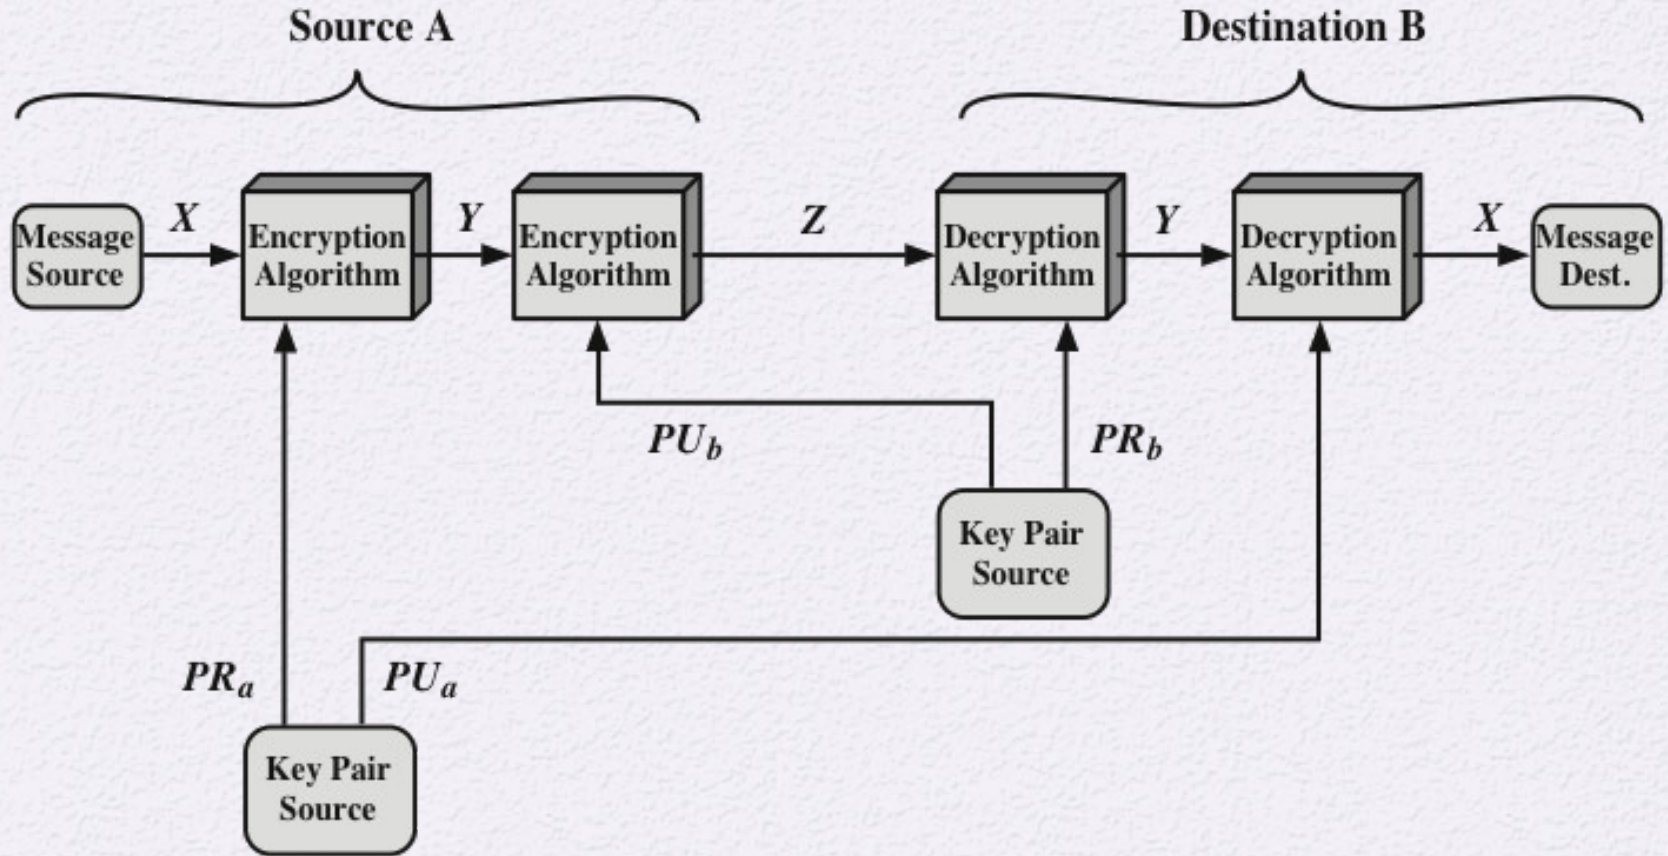 Source A
Destination B
Message
Source
X
Encryption
Algorithm
Y
Encryption
Algorithm
Z
Decryption
Algorithm
Y
Decryption
Algorithm
X
Message
Dest.
PUb
PRb
Key Pair
Source
PRa
PUa
Key Pair
Source